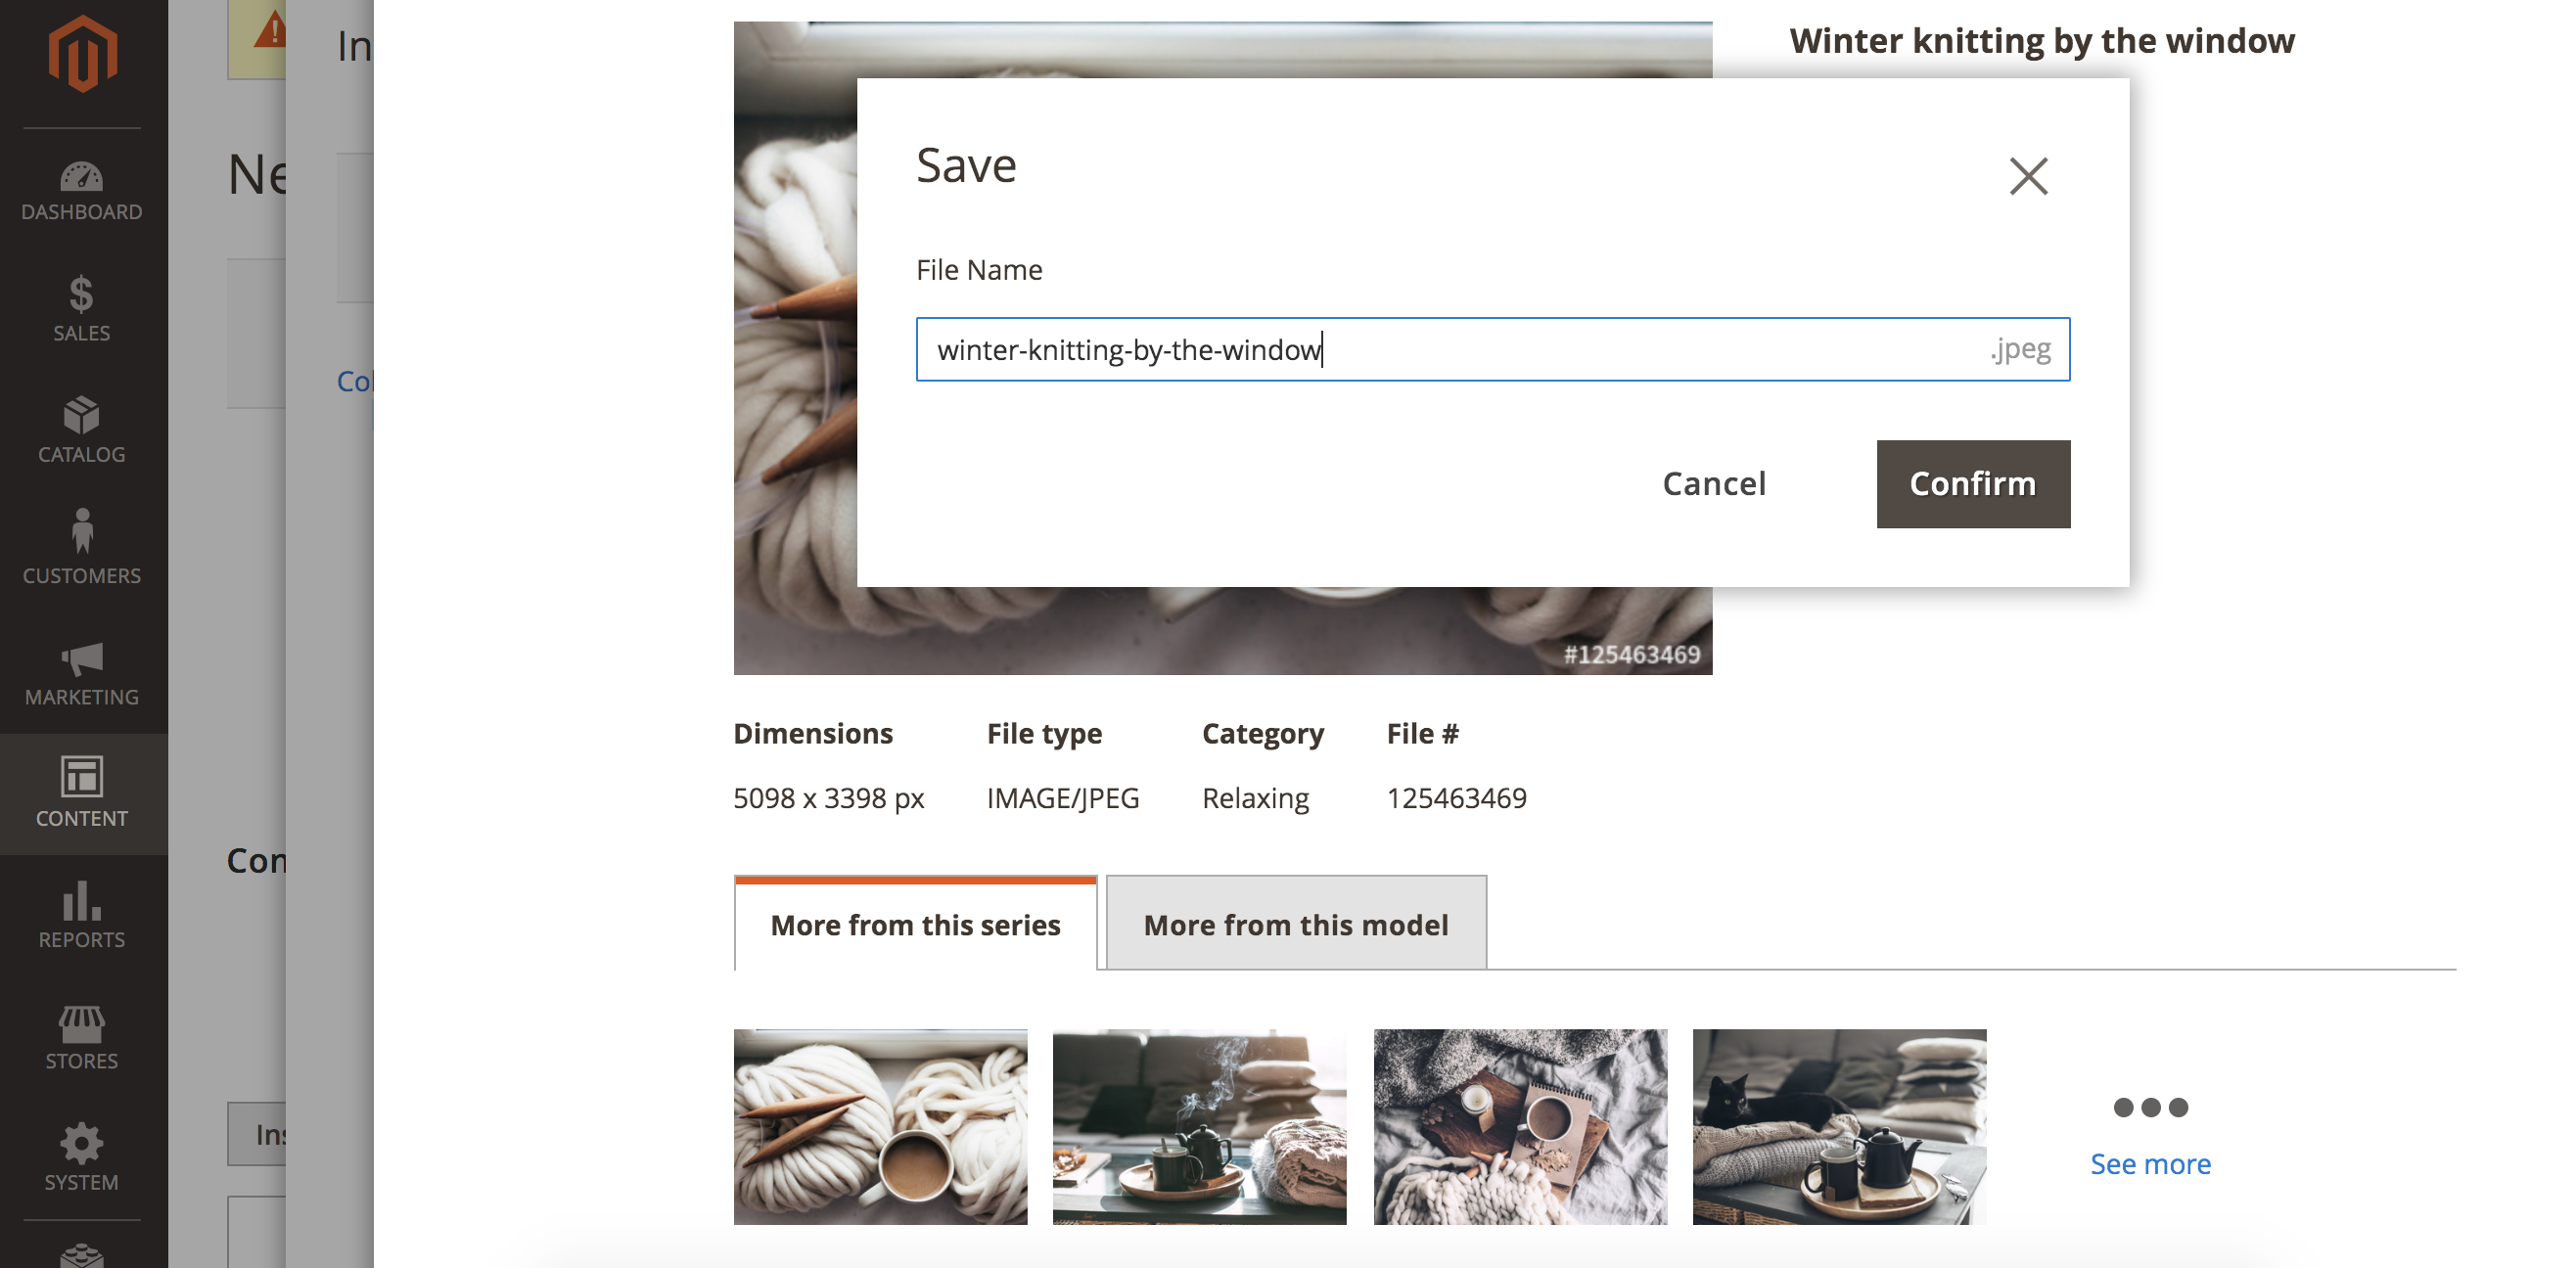 DASHBOARD
SALES
CATALOG
CUSTOMERS
MARKETING
CONTENT
REPORTS
STORES
SYSTEM
Ne
Con
Ins
In
Col
Winter knitting by the window
Save
File Name
winter-knitting-by-the-window .jpeg
Cancel Confirm
#125463469
Dimensions File type Category File #
5098 x 3398 px IMAGE/JPEG Relaxing 125463469
More from this series More from this model
See more